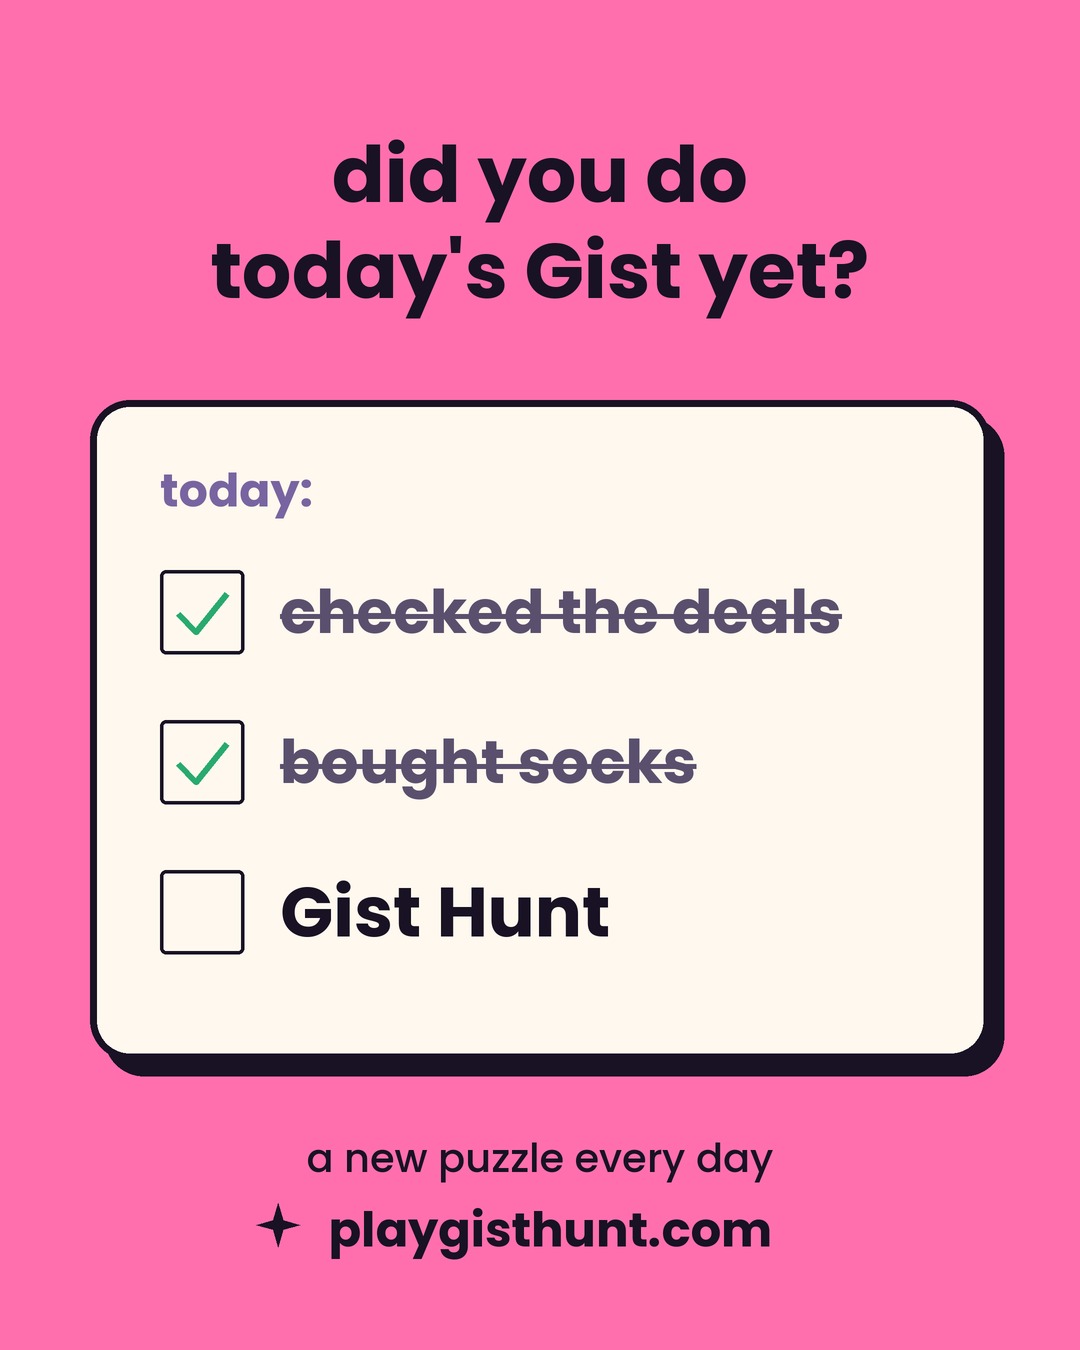 did you do
today's Gist yet?
today:
checked the deals
bought socks
Gist Hunt
a new puzzle every day
playgisthunt.com